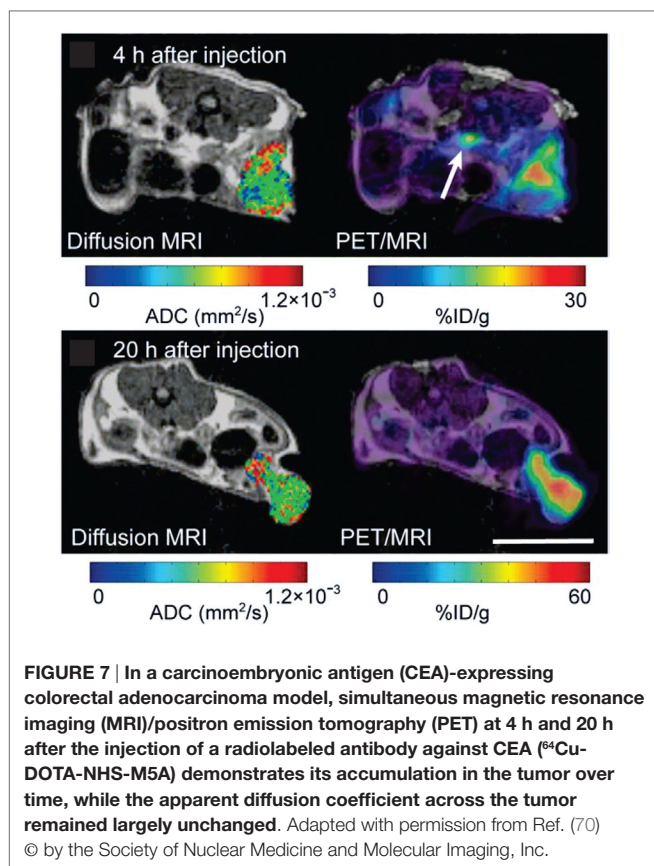 4 h after injection
Diffusion MRI PET/MRI
0 1.2×10⁻³ 0 30
ADC (mm²/s) %ID/g
20 h after injection
Diffusion MRI PET/MRI
0 1.2×10⁻³ 0 60
ADC (mm²/s) %ID/g
FIGURE 7 | In a carcinoembryonic antigen (CEA)-expressing
colorectal adenocarcinoma model, simultaneous magnetic resonance
imaging (MRI)/positron emission tomography (PET) at 4 h and 20 h
after the injection of a radiolabeled antibody against CEA (⁶⁴Cu-
DOTA-NHS-M5A) demonstrates its accumulation in the tumor over
time, while the apparent diffusion coefficient across the tumor
remained largely unchanged. Adapted with permission from Ref. (70)
© by the Society of Nuclear Medicine and Molecular Imaging, Inc.